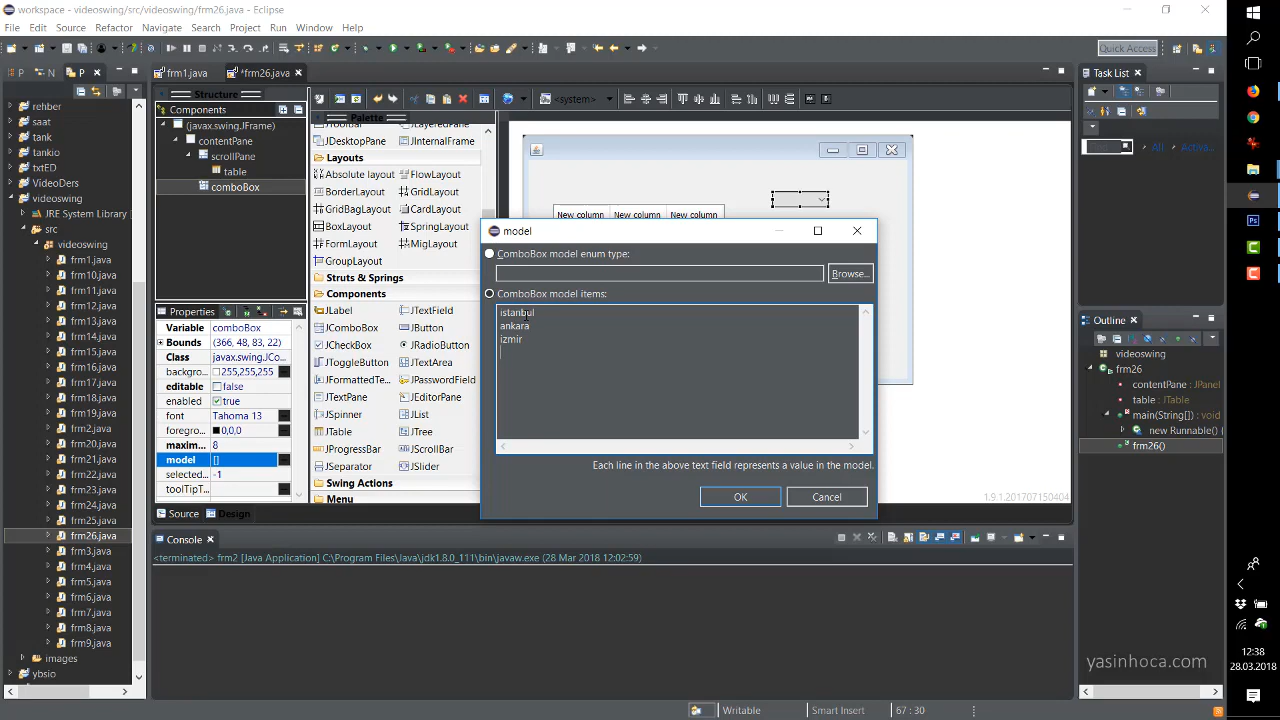 workspace - videoswing/src/videoswing/frm26.java - Eclipse
File Edit Source Refactor Navigate Search Project Run Window Help
Quick Access
P N P
frm1.java
*frm26.java
Task List
rehber
saat
tank
tankio
txtED
VideoDers
videoswing
JRE System Library
src
videoswing
frm1.java
frm10.java
frm11.java
frm12.java
frm13.java
frm14.java
frm15.java
frm16.java
frm17.java
frm18.java
frm19.java
frm2.java
frm20.java
frm21.java
frm22.java
frm23.java
frm24.java
frm25.java
frm26.java
frm3.java
frm4.java
frm5.java
frm6.java
frm7.java
frm8.java
frm9.java
images
ybsio
Structure
Components
(javax.swing.JFrame)
contentPane
scrollPane
table
comboBox
Properties
Variable comboBox
Bounds (366, 48, 83, 22)
Class javax.swing.JCo...
backgro... 255,255,255
editable false
enabled true
font Tahoma 13
foregro... 0,0,0
maxim... 8
model []
selected... -1
toolTipT...
Source Design
Palette
JToolBar JLayeredPane
JDesktopPane JInternalFrame
Layouts
Absolute layout FlowLayout
BorderLayout GridLayout
GridBagLayout CardLayout
BoxLayout SpringLayout
FormLayout MigLayout
GroupLayout
Struts & Springs
Components
JLabel JTextField
JComboBox JButton
JCheckBox JRadioButton
JToggleButton JTextArea
JFormattedTe... JPasswordField
JTextPane JEditorPane
JSpinner JList
JTable JTree
JProgressBar JScrollBar
JSeparator JSlider
Swing Actions
Menu
<system>
New column New column New column
model
ComboBox model enum type:
Browse...
ComboBox model items:
istanbul
ankara
izmir
Each line in the above text field represents a value in the model.
OK
Cancel
1.9.1.201707150404
All Activa...
Outline
videoswing
frm26
contentPane : JPanel
table : JTable
main(String[]) : void
new Runnable() {...}
frm26()
Console
<terminated> frm2 [Java Application] C:\Program Files\Java\jdk1.8.0_111\bin\javaw.exe (28 Mar 2018 12:02:59)
Writable
Smart Insert
67 : 30
yasinhoca.com
12:38
28.03.2018
Ps